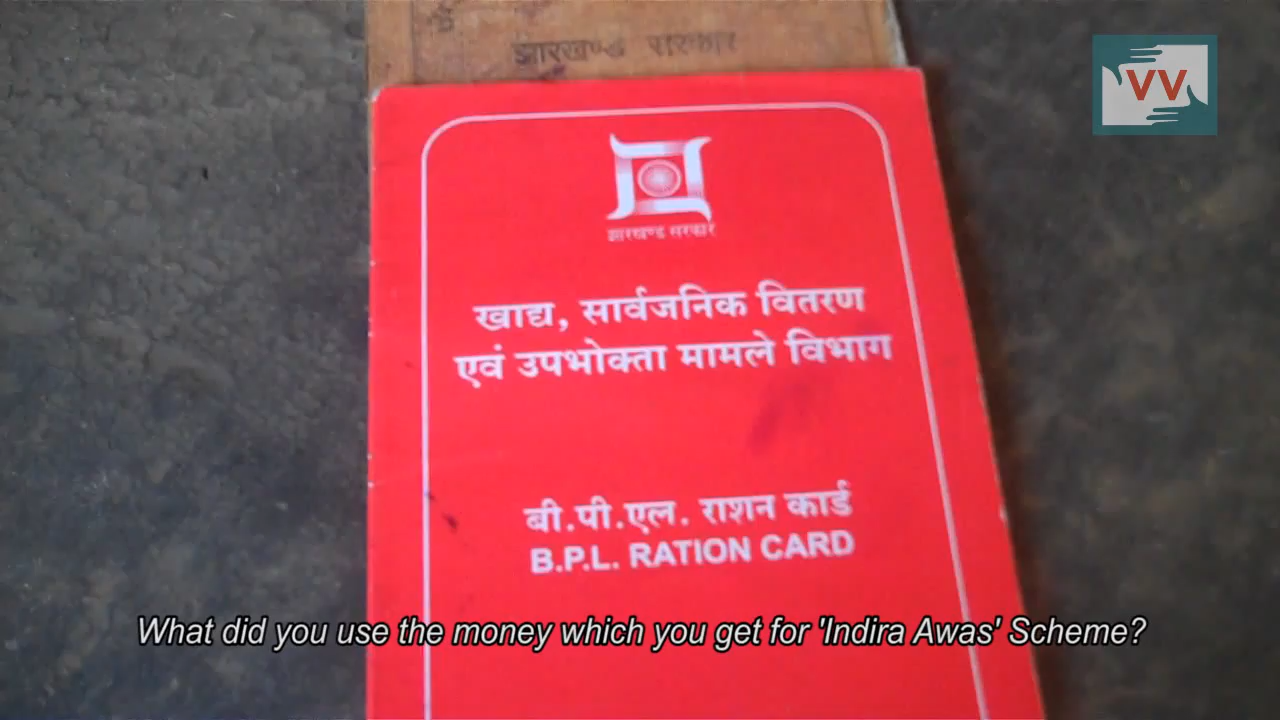 झारखण्ड सरकार
VV
झारखण्ड सरकार
खाद्य, सार्वजनिक वितरण
एवं उपभोक्ता मामले विभाग
बी.पी.एल. राशन कार्ड
B.P.L. RATION CARD
What did you use the money which you get for 'Indira Awas' Scheme?